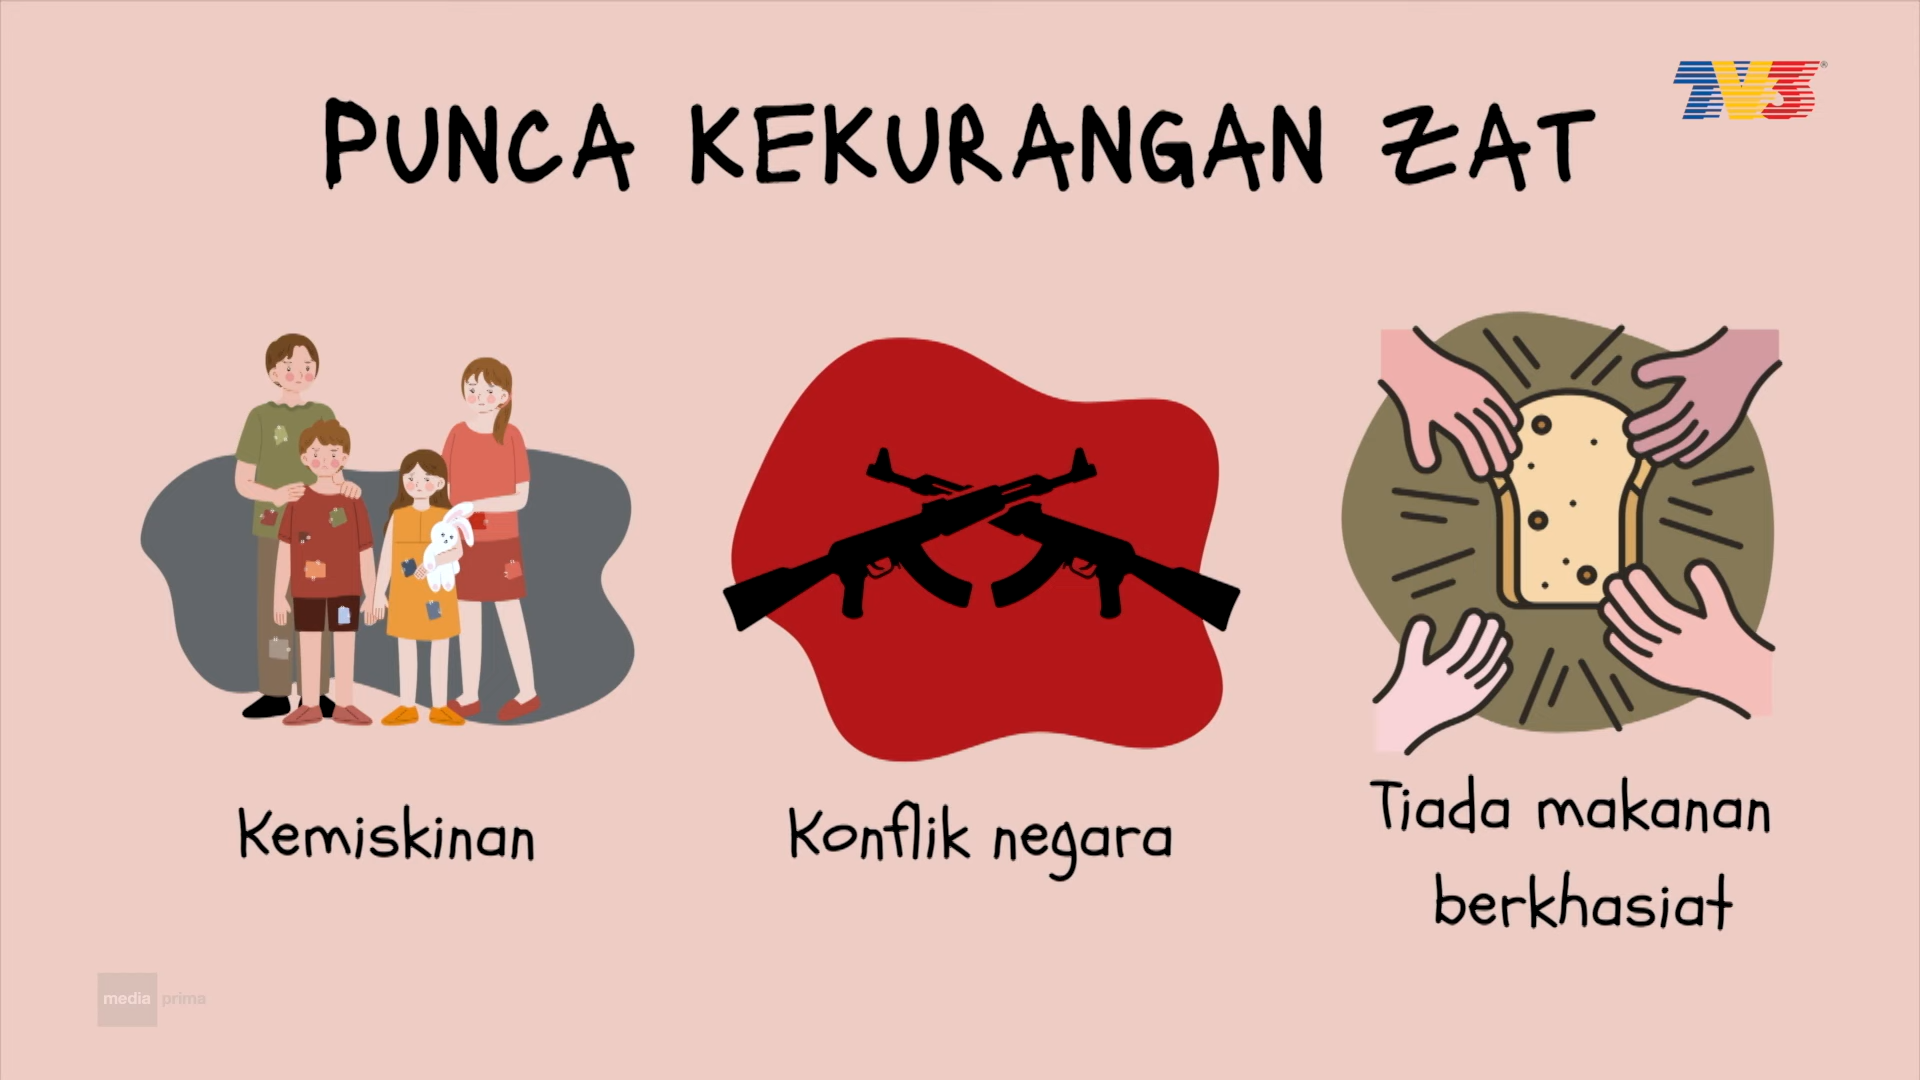 TV3
PUNCA KEKURANGAN ZAT
Kemiskinan
Konflik negara
Tiada makanan
berkhasiat
media prima